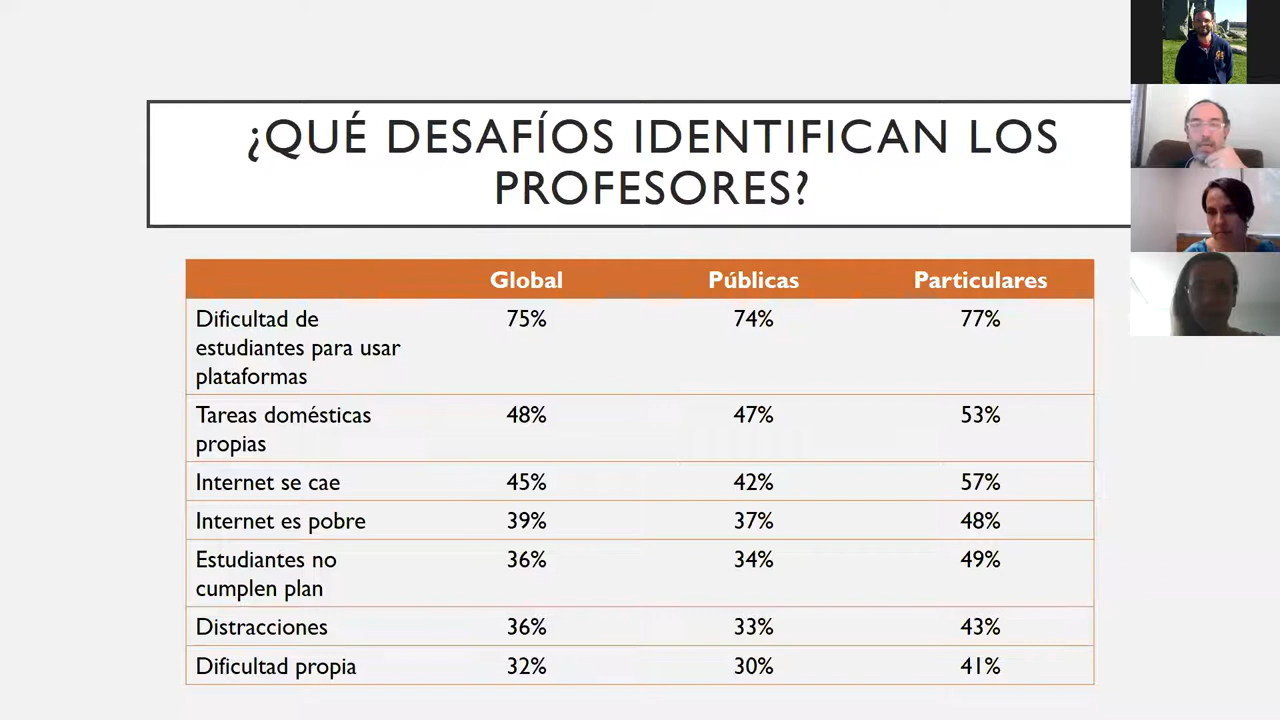 ¿QUÉ DESAFÍOS IDENTIFICAN LOS
PROFESORES?
Global Públicas Particulares
Dificultad de 75% 74% 77%
estudiantes para usar
plataformas
Tareas domésticas 48% 47% 53%
propias
Internet se cae 45% 42% 57%
Internet es pobre 39% 37% 48%
Estudiantes no 36% 34% 49%
cumplen plan
Distracciones 36% 33% 43%
Dificultad propia 32% 30% 41%